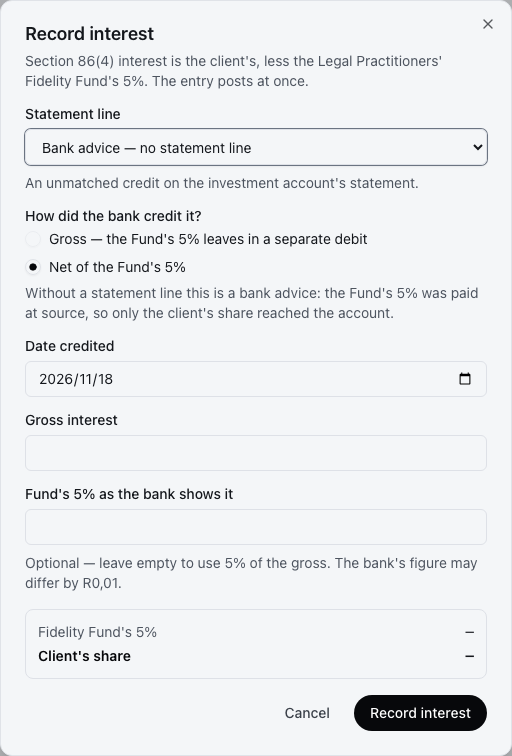 Record interest
Section 86(4) interest is the client's, less the Legal Practitioners'
Fidelity Fund's 5%. The entry posts at once.
Statement line
Bank advice — no statement line
An unmatched credit on the investment account's statement.
How did the bank credit it?
Gross — the Fund's 5% leaves in a separate debit
Net of the Fund's 5%
Without a statement line this is a bank advice: the Fund's 5% was paid
at source, so only the client's share reached the account.
Date credited
2026/11/18
Gross interest
Fund's 5% as the bank shows it
Optional — leave empty to use 5% of the gross. The bank's figure may
differ by R0,01.
Fidelity Fund's 5% –
Client's share –
Cancel Record interest